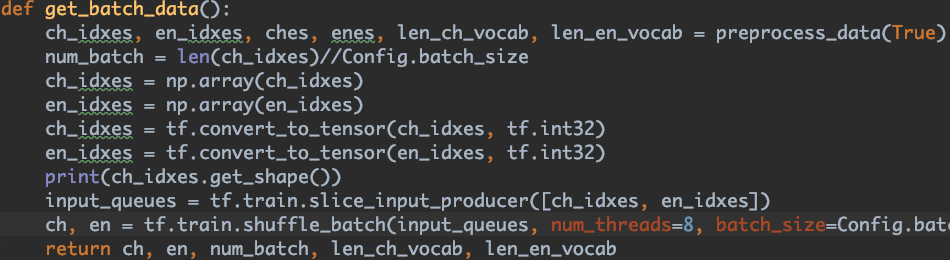 def get_batch_data():
    ch_idxes, en_idxes, ches, enes, len_ch_vocab, len_en_vocab = preprocess_data(True)
    num_batch = len(ch_idxes)//Config.batch_size
    ch_idxes = np.array(ch_idxes)
    en_idxes = np.array(en_idxes)
    ch_idxes = tf.convert_to_tensor(ch_idxes, tf.int32)
    en_idxes = tf.convert_to_tensor(en_idxes, tf.int32)
    print(ch_idxes.get_shape())
    input_queues = tf.train.slice_input_producer([ch_idxes, en_idxes])
    ch, en = tf.train.shuffle_batch(input_queues, num_threads=8, batch_size=Config.bat
    return ch, en, num_batch, len_ch_vocab, len_en_vocab